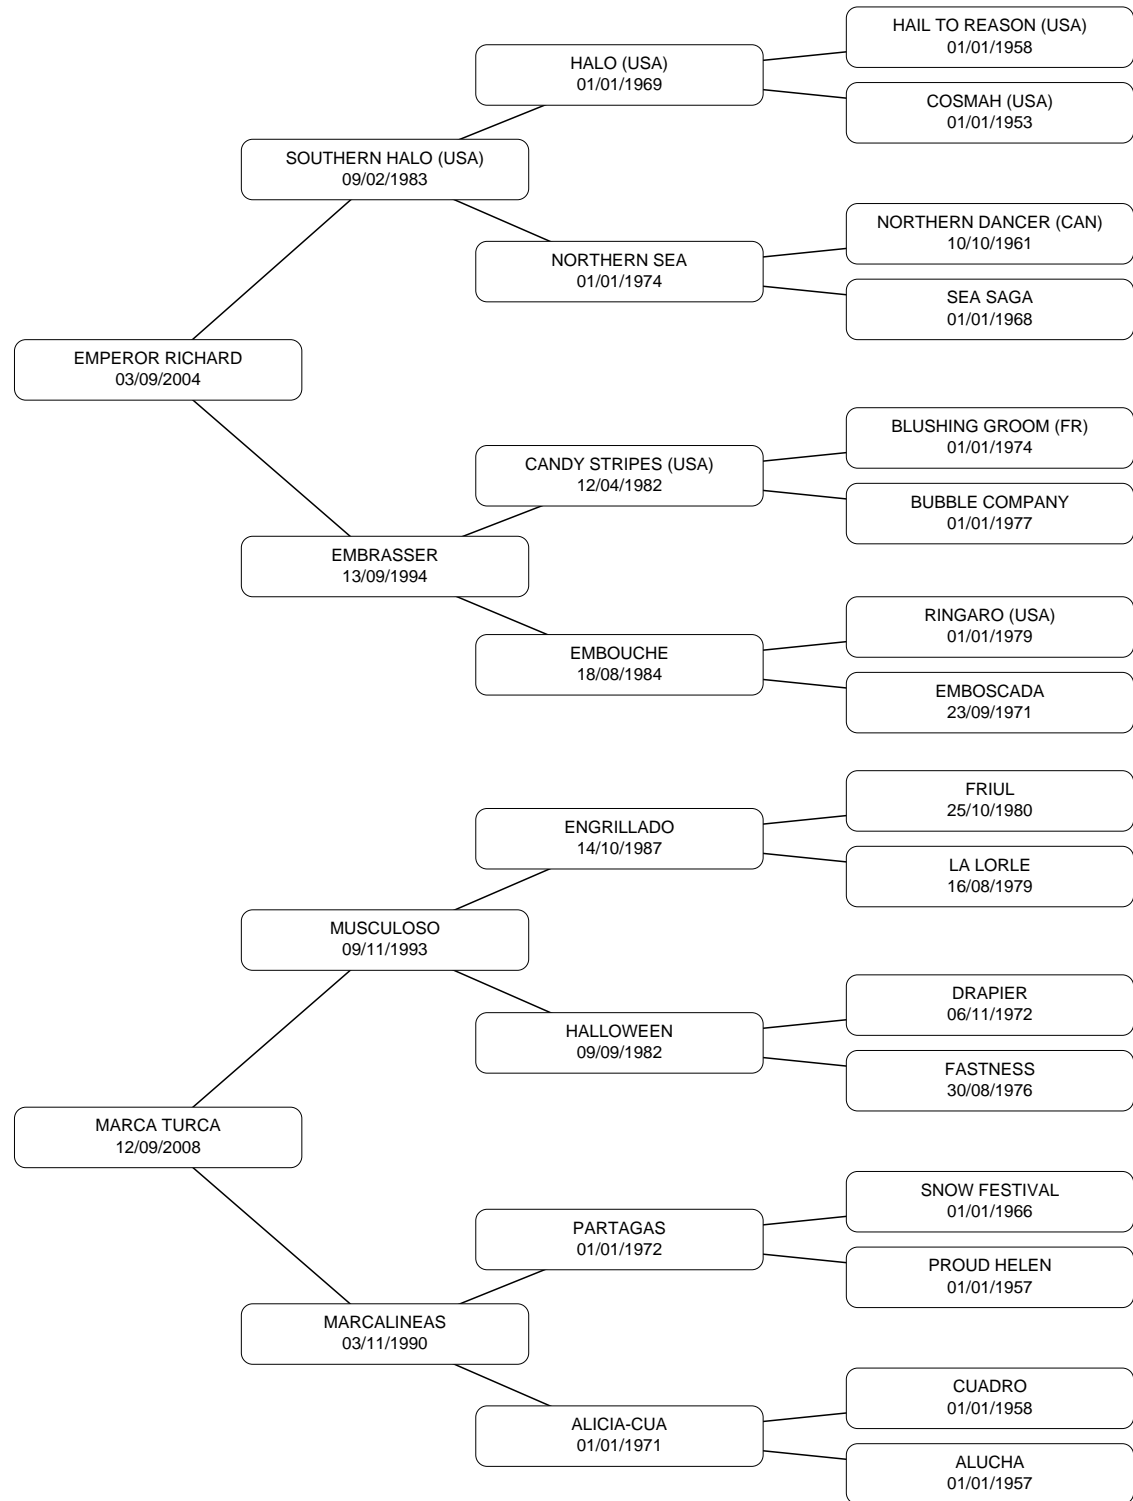 HAIL TO REASON (USA)
01/01/1958
HALO (USA)
01/01/1969
COSMAH (USA)
01/01/1953
SOUTHERN HALO (USA)
09/02/1983
NORTHERN DANCER (CAN)
10/10/1961
NORTHERN SEA
01/01/1974
SEA SAGA
01/01/1968
EMPEROR RICHARD
03/09/2004
BLUSHING GROOM (FR)
01/01/1974
CANDY STRIPES (USA)
12/04/1982
BUBBLE COMPANY
01/01/1977
EMBRASSER
13/09/1994
RINGARO (USA)
01/01/1979
EMBOUCHE
18/08/1984
EMBOSCADA
23/09/1971
FRIUL
25/10/1980
ENGRILLADO
14/10/1987
LA LORLE
16/08/1979
MUSCULOSO
09/11/1993
DRAPIER
06/11/1972
HALLOWEEN
09/09/1982
FASTNESS
30/08/1976
MARCA TURCA
12/09/2008
SNOW FESTIVAL
01/01/1966
PARTAGAS
01/01/1972
PROUD HELEN
01/01/1957
MARCALINEAS
03/11/1990
CUADRO
01/01/1958
ALICIA-CUA
01/01/1971
ALUCHA
01/01/1957